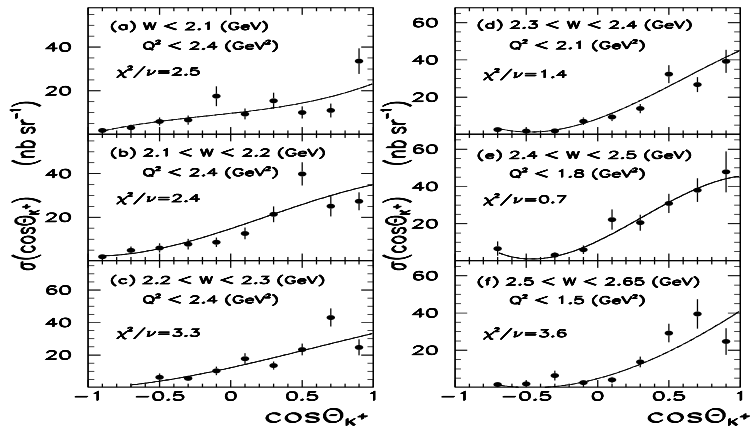 (a) W < 2.1 (GeV)
Q² < 2.4 (GeV²)
χ²/ν=2.5
40
20
(b) 2.1 < W < 2.2 (GeV)
Q² < 2.4 (GeV²)
χ²/ν=2.4
40
20
(c) 2.2 < W < 2.3 (GeV)
Q² < 2.4 (GeV²)
χ²/ν=3.3
40
20
-1 -0.5 0 0.5 1
cosΘK+
σ(cosΘK+) (nb sr⁻¹)
(d) 2.3 < W < 2.4 (GeV)
Q² < 2.1 (GeV²)
χ²/ν=1.4
60
40
20
(e) 2.4 < W < 2.5 (GeV)
Q² < 1.8 (GeV²)
χ²/ν=0.7
60
40
20
(f) 2.5 < W < 2.65 (GeV)
Q² < 1.5 (GeV²)
χ²/ν=3.6
60
40
20
-0.5 0 0.5 1
cosΘK+
σ(cosΘK+) (nb sr⁻¹)